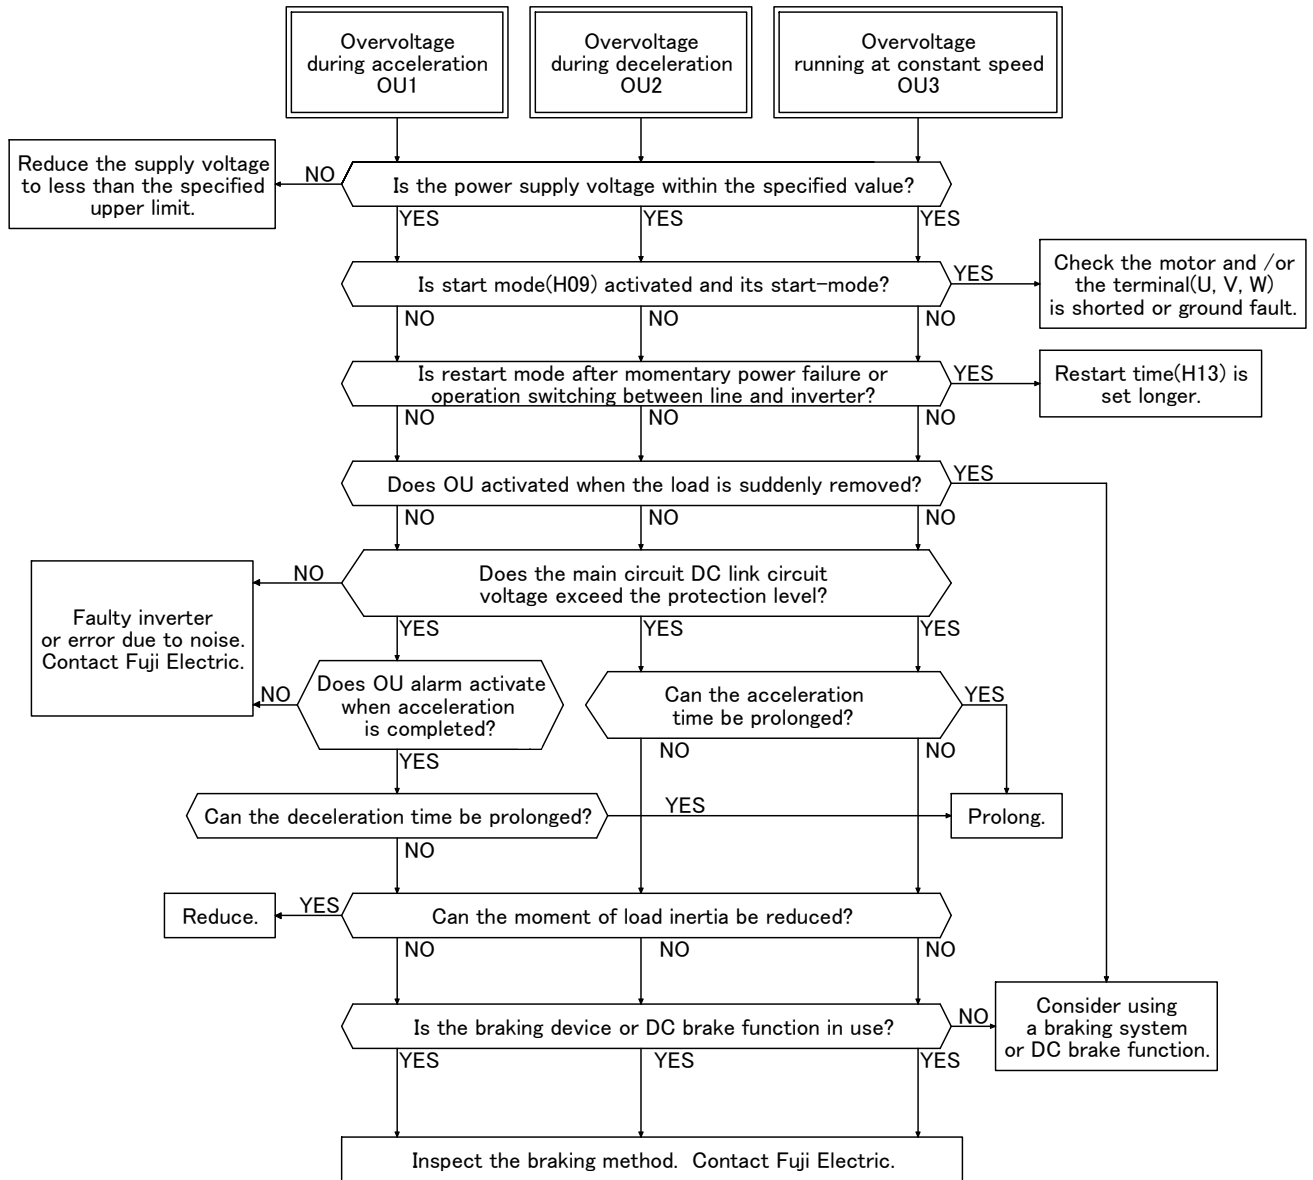 Overvoltage
during acceleration
OU1
Overvoltage
during deceleration
OU2
Overvoltage
running at constant speed
OU3
Reduce the supply voltage
to less than the specified
upper limit.
NO
Is the power supply voltage within the specified value?
YES
YES
YES
Is start mode(H09) activated and its start-mode?
YES
Check the motor and /or
the terminal(U, V, W)
is shorted or ground fault.
NO
NO
NO
Is restart mode after momentary power failure or
operation switching between line and inverter?
YES
Restart time(H13) is
set longer.
NO
NO
NO
Does OU activated when the load is suddenly removed?
YES
NO
NO
NO
Does the main circuit DC link circuit
voltage exceed the protection level?
NO
Faulty inverter
or error due to noise.
Contact Fuji Electric.
YES
YES
YES
NO
Does OU alarm activate
when acceleration
is completed?
Can the acceleration
time be prolonged?
YES
YES
NO
NO
Can the deceleration time be prolonged?
YES
Prolong.
NO
Reduce.
YES
Can the moment of load inertia be reduced?
NO
NO
NO
Is the braking device or DC brake function in use?
NO
Consider using
a braking system
or DC brake function.
YES
YES
YES
Inspect the braking method. Contact Fuji Electric.